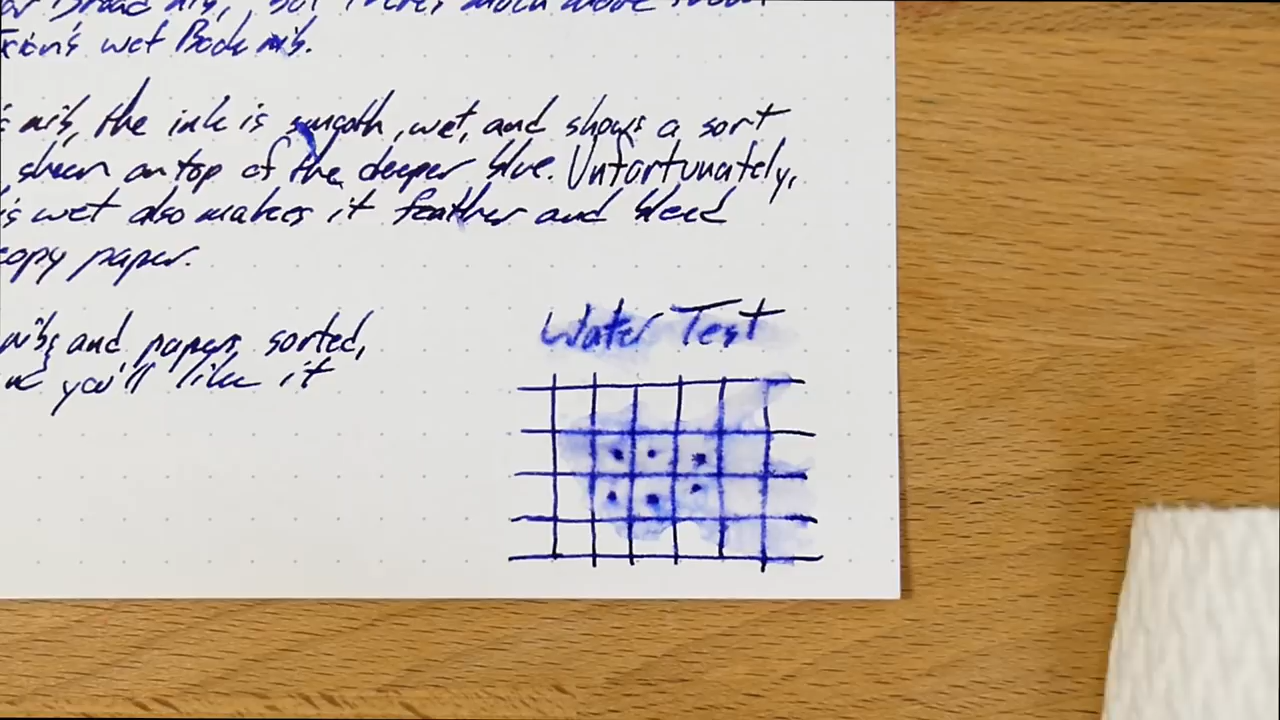 Broad nib, but there's much more
wet Bock nib.
nib, the ink is smooth, wet, and shows a sort
sheen on top of the deeper blue. Unfortunately,
wet also makes it feather and bleed
copy paper.
nibs and papers sorted,
you'll like it
Water Test